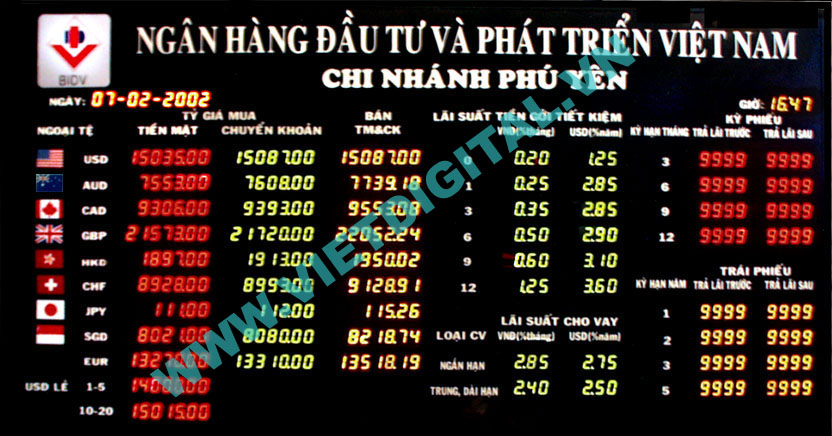 BIDV
NGÂN HÀNG ĐẦU TƯ VÀ PHÁT TRIỂN VIỆT NAM
CHI NHÁNH PHÚ YÊN
NGÀY: 07-02-2002 GIỜ: 16:47
TỶ GIÁ MUA BÁN LÃI SUẤT TIỀN GỞI TIẾT KIỆM KỲ PHIẾU
NGOẠI TỆ TIỀN MẶT CHUYỂN KHOẢN TM&CK VNĐ(%tháng) USD(%năm) KỲ HẠN THÁNG TRẢ LÃI TRƯỚC TRẢ LÃI SAU
USD 15035.00 15087.00 15087.00 0 0.20 1.25 3 9999 9999
AUD 7553.00 7608.00 7739.18 1 0.25 2.85 6 9999 9999
CAD 9306.00 9393.00 9553.08 3 0.35 2.85 9 9999 9999
GBP 21573.00 21720.00 22052.24 6 0.50 2.90 12 9999 9999
HKD 1897.00 1913.00 1950.02 9 0.60 3.10
TRÁI PHIẾU
CHF 8928.00 8993.00 9128.91 12 1.25 3.60 KỲ HẠN NĂM TRẢ LÃI TRƯỚC TRẢ LÃI SAU
JPY 111.00 112.00 115.26 1 9999 9999
LÃI SUẤT CHO VAY
SGD 8021.00 8080.00 8218.74 LOẠI CV VNĐ(%tháng) USD(%năm) 2 9999 9999
EUR 13270.00 13310.00 13518.19 NGẮN HẠN 2.85 2.75 3 9999 9999
USD LẺ 1-5 14000.00 TRUNG, DÀI HẠN 2.40 2.50 5 9999 9999
10-20 15015.00
WWW.VIETDIGITAL.VN